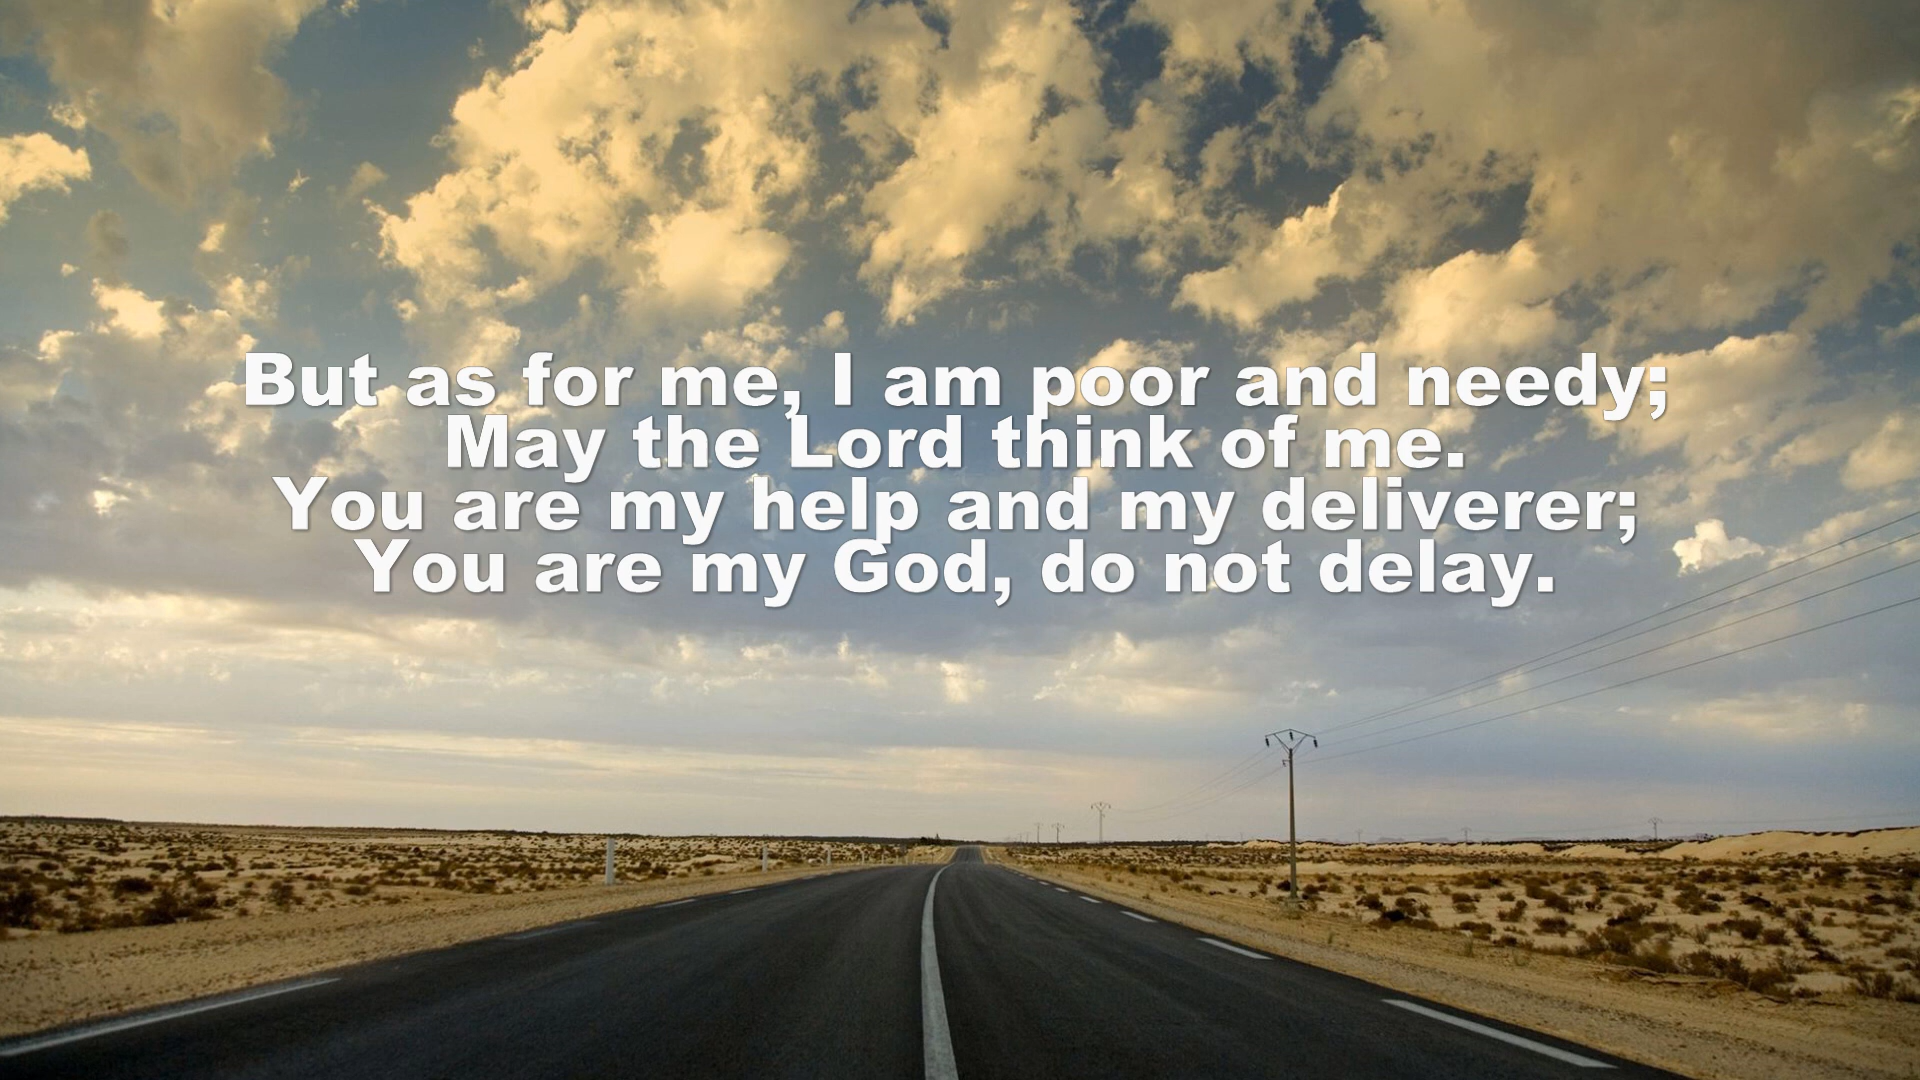 But as for me, I am poor and needy;
May the Lord think of me.
You are my help and my deliverer;
You are my God, do not delay.